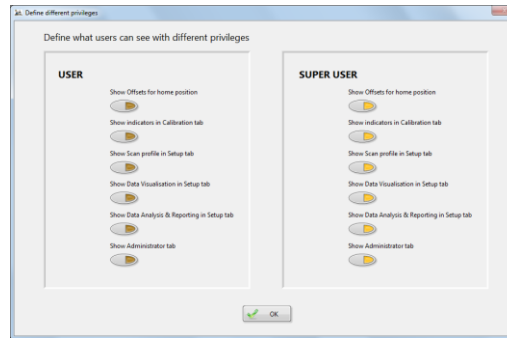 Define different privileges
Define what users can see with different privileges
USER
Show Offsets for home position
Show indicators in Calibration tab
Show Scan profile in Setup tab
Show Data Visualisation in Setup tab
Show Data Analysis & Reporting in Setup tab
Show Administrator tab
SUPER USER
Show Offsets for home position
Show indicators in Calibration tab
Show Scan profile in Setup tab
Show Data Visualisation in Setup tab
Show Data Analysis & Reporting in Setup tab
Show Administrator tab
OK